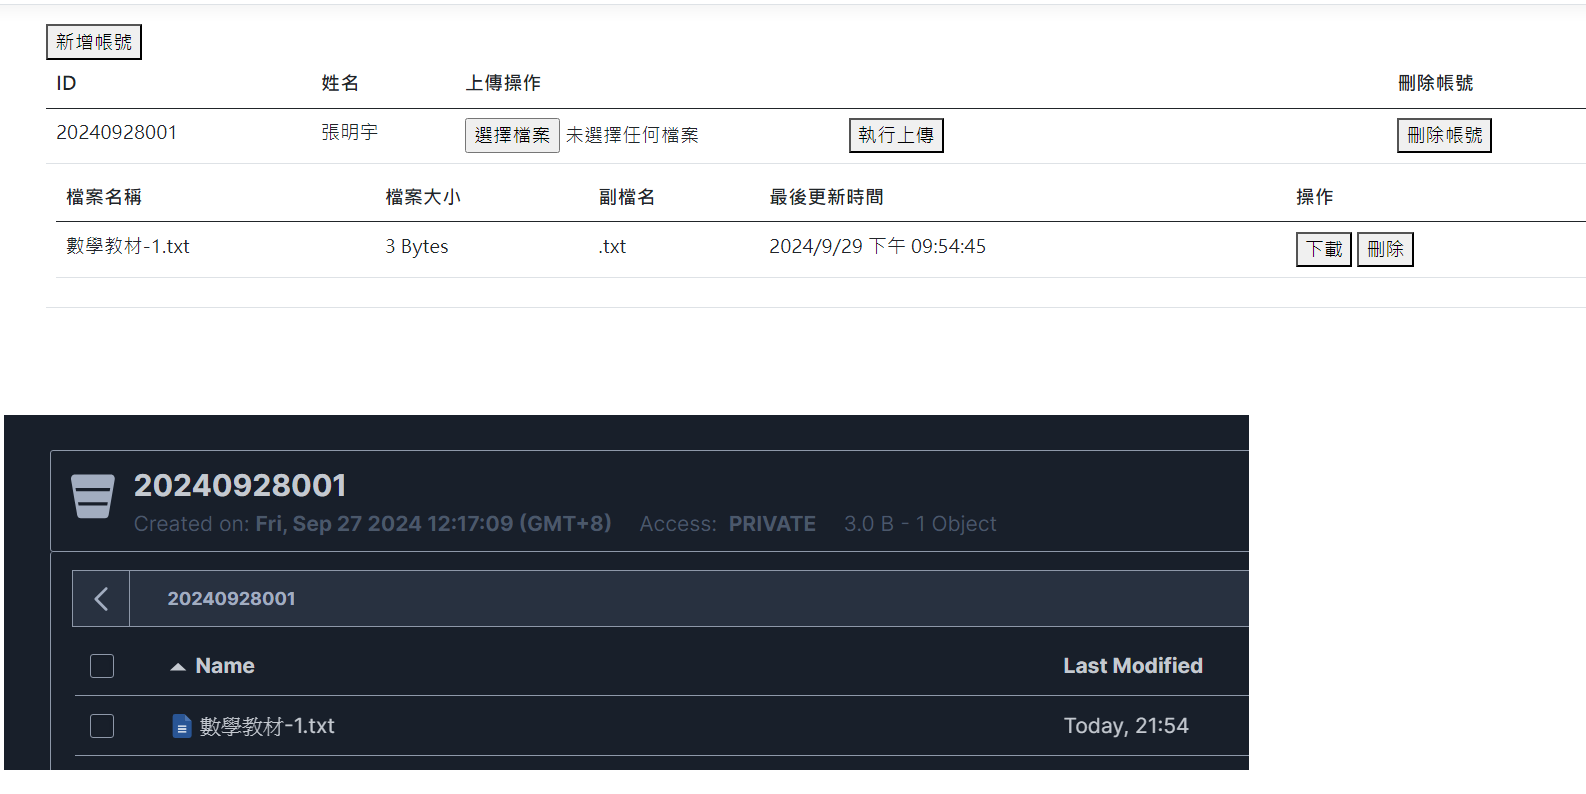 新增帳號
ID 姓名 上傳操作 刪除帳號
20240928001 張明宇 選擇檔案 未選擇任何檔案 執行上傳 刪除帳號
檔案名稱 檔案大小 副檔名 最後更新時間 操作
數學教材-1.txt 3 Bytes .txt 2024/9/29 下午 09:54:45 下載 刪除
20240928001
Created on: Fri, Sep 27 2024 12:17:09 (GMT+8) Access: PRIVATE 3.0 B - 1 Object
20240928001
Name Last Modified
數學教材-1.txt Today, 21:54